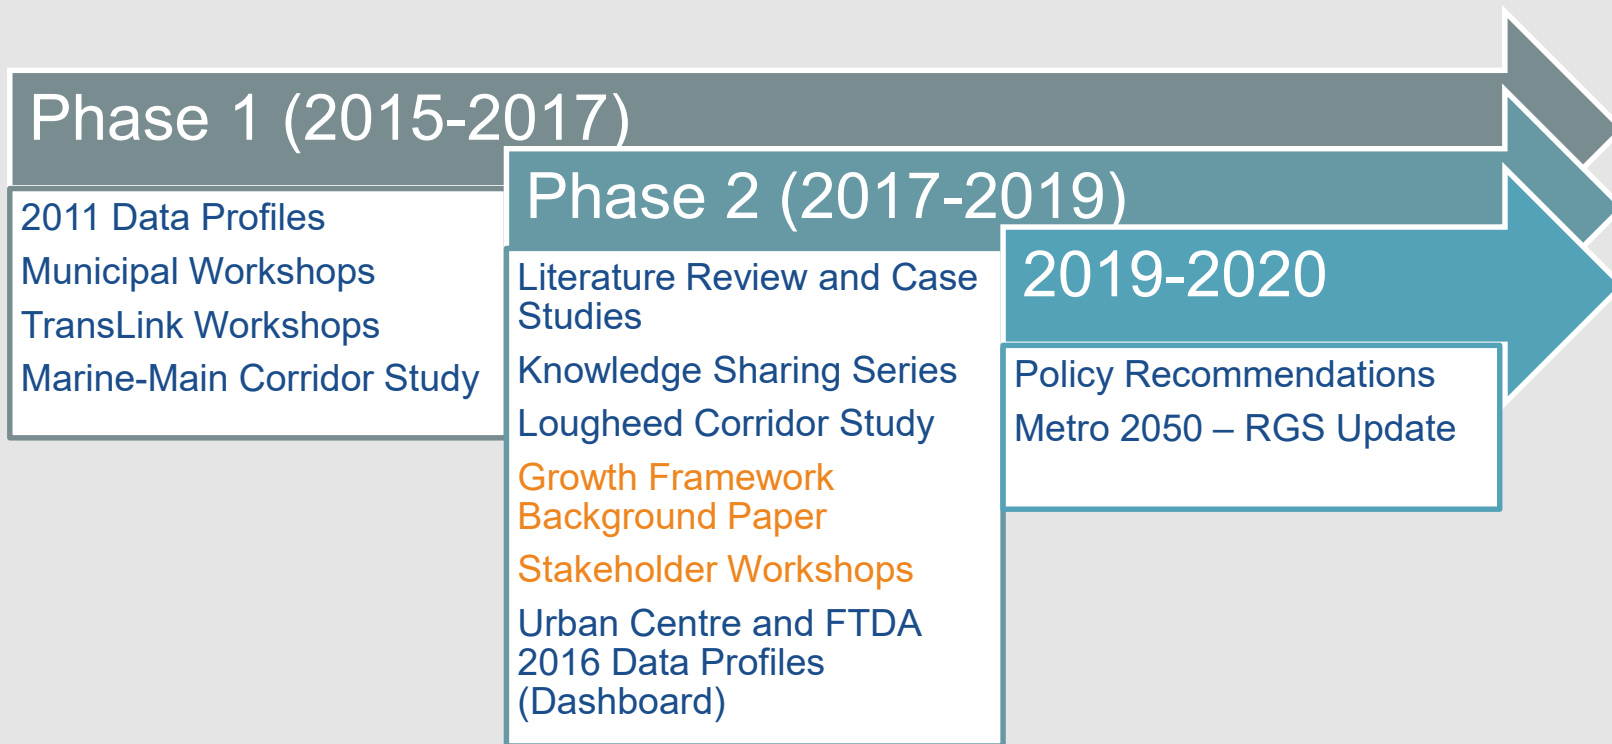 Phase 1 (2015-2017)
2011 Data Profiles
Municipal Workshops
TransLink Workshops
Marine-Main Corridor Study
Phase 2 (2017-2019)
Literature Review and Case
Studies
Knowledge Sharing Series
Lougheed Corridor Study
Growth Framework
Background Paper
Stakeholder Workshops
Urban Centre and FTDA
2016 Data Profiles
(Dashboard)
2019-2020
Policy Recommendations
Metro 2050 – RGS Update